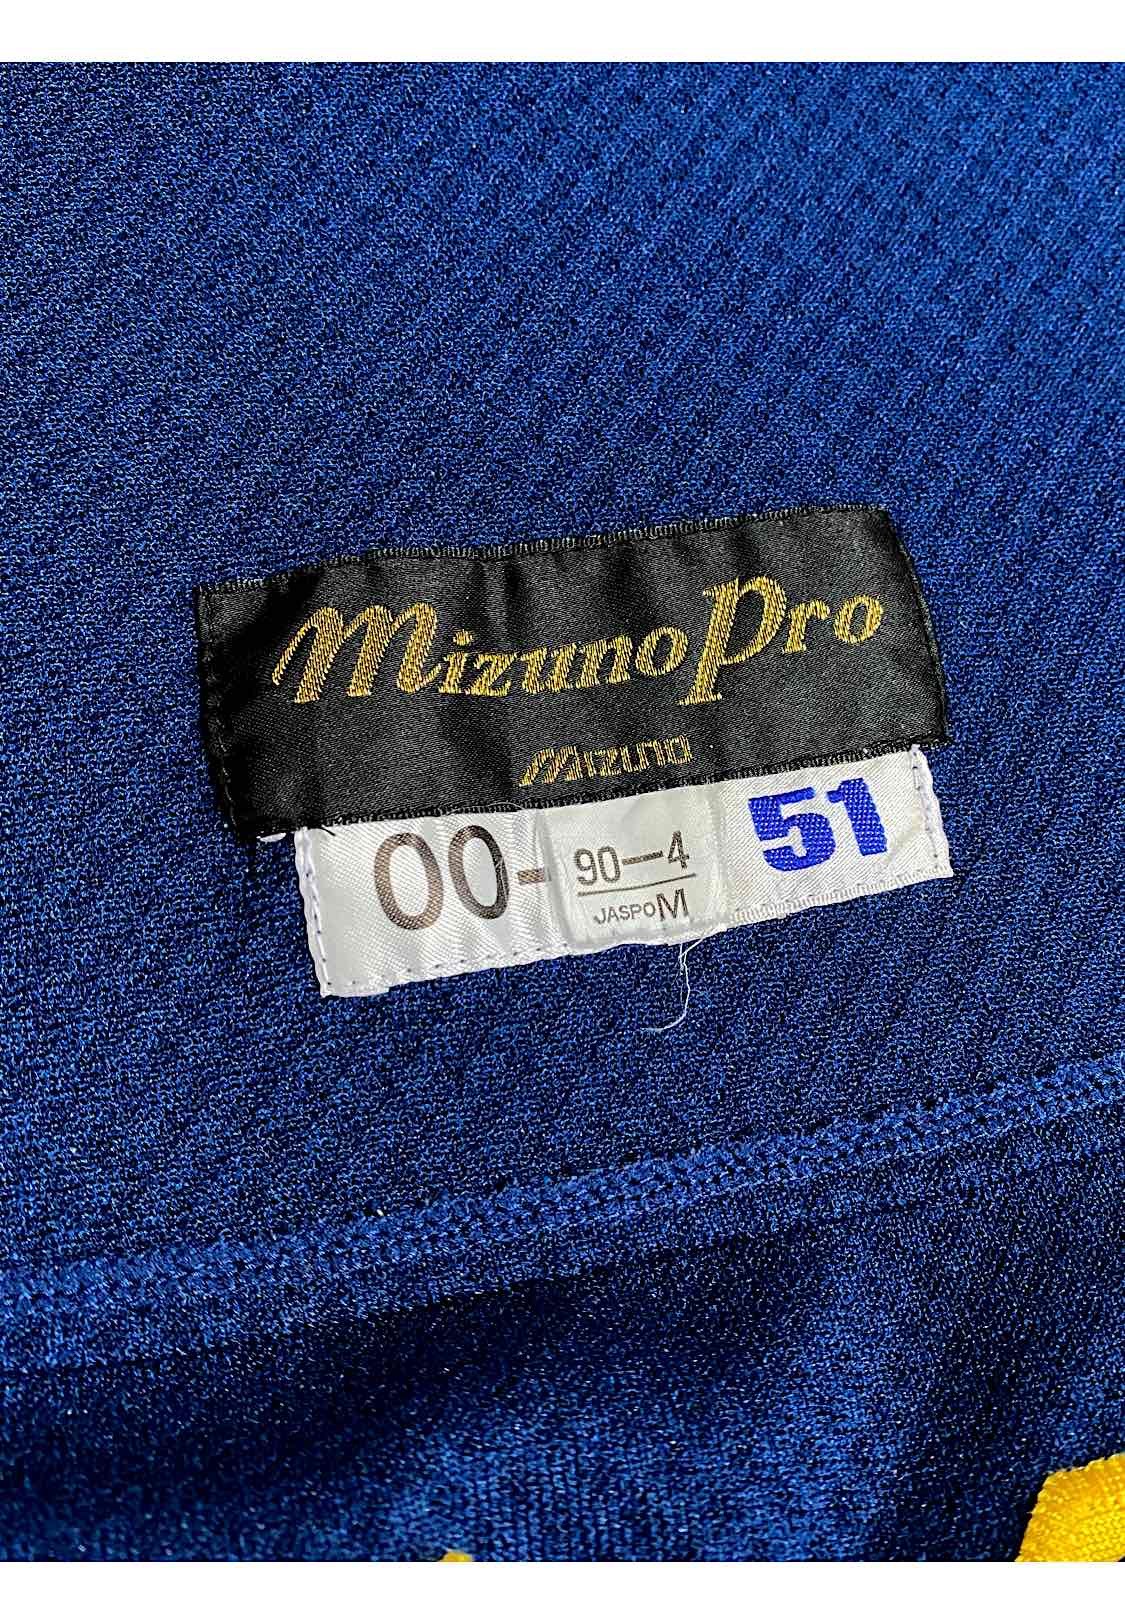 Mizuno Pro
Mizuno
00-
90-4
JASPO M
51